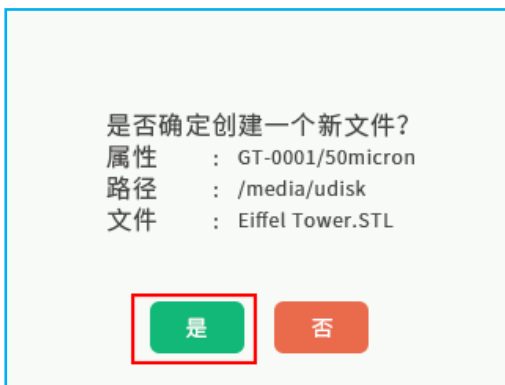 是否确定创建一个新文件?
属性 : GT-0001/50micron
路径 : /media/udisk
文件 : Eiffel Tower.STL
是 否